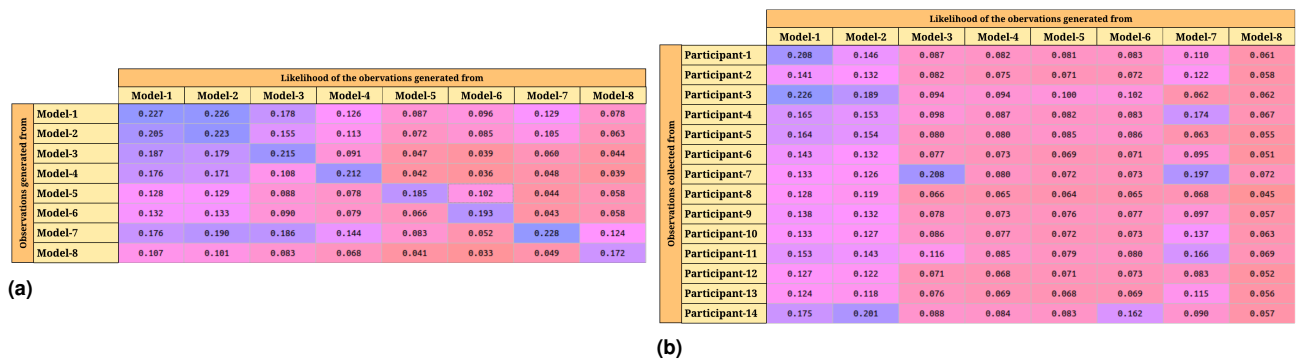 Likelihood of the obervations generated from
Model-1 Model-2 Model-3 Model-4 Model-5 Model-6 Model-7 Model-8
Observations generated from
Model-1 0.227 0.226 0.178 0.126 0.087 0.096 0.129 0.078
Model-2 0.205 0.223 0.155 0.113 0.072 0.085 0.105 0.063
Model-3 0.187 0.179 0.215 0.091 0.047 0.039 0.060 0.044
Model-4 0.176 0.171 0.108 0.212 0.042 0.036 0.048 0.039
Model-5 0.128 0.129 0.088 0.078 0.185 0.102 0.044 0.058
Model-6 0.132 0.133 0.090 0.079 0.066 0.193 0.043 0.058
Model-7 0.176 0.190 0.186 0.144 0.083 0.052 0.228 0.124
Model-8 0.107 0.101 0.083 0.068 0.041 0.033 0.049 0.172
(a)
Likelihood of the obervations generated from
Model-1 Model-2 Model-3 Model-4 Model-5 Model-6 Model-7 Model-8
Observations collected from
Participant-1 0.208 0.146 0.087 0.082 0.081 0.083 0.110 0.061
Participant-2 0.141 0.132 0.082 0.075 0.071 0.072 0.122 0.058
Participant-3 0.226 0.189 0.094 0.094 0.100 0.102 0.062 0.062
Participant-4 0.165 0.153 0.098 0.087 0.082 0.083 0.174 0.067
Participant-5 0.164 0.154 0.080 0.080 0.085 0.086 0.063 0.055
Participant-6 0.143 0.132 0.077 0.073 0.069 0.071 0.095 0.051
Participant-7 0.133 0.126 0.208 0.080 0.072 0.073 0.197 0.072
Participant-8 0.128 0.119 0.066 0.065 0.064 0.065 0.068 0.045
Participant-9 0.138 0.132 0.078 0.073 0.076 0.077 0.097 0.057
Participant-10 0.133 0.127 0.086 0.077 0.072 0.072 0.137 0.063
Participant-11 0.153 0.143 0.116 0.085 0.079 0.080 0.166 0.069
Participant-12 0.127 0.122 0.071 0.068 0.071 0.073 0.083 0.052
Participant-13 0.124 0.118 0.076 0.069 0.068 0.069 0.115 0.056
Participant-14 0.175 0.201 0.088 0.084 0.083 0.162 0.090 0.057
(b)